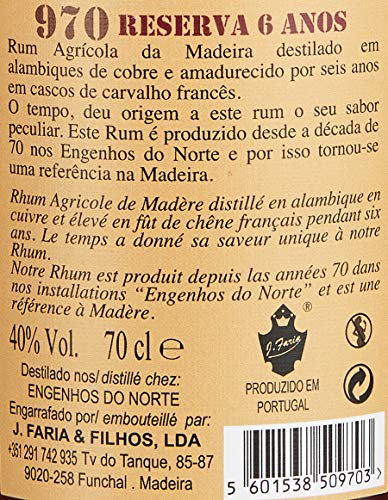 970 RESERVA 6 ANOS
Rum Agrícola da Madeira destilado em
alambiques de cobre e amadurecido por seis anos
em cascos de carvalho francês.
O tempo, deu origem a este rum o seu sabor
peculiar. Este Rum é produzido desde a década de
70 nos Engenhos do Norte e por isso tornou-se
uma referência na Madeira.
Rhum Agricole de Madère distillé en alambique en
cuivre et élevé en fût de chêne français pendant six
ans. Le temps a donné sa saveur unique à notre
Rhum.
Notre Rhum est produit depuis las années 70 dans
nos installations "Engenhos do Norte" et est une
référence à Madère.
40% Vol. 70 cl e
J. Faria
®
Destilado nos/ distillé chez:
ENGENHOS DO NORTE
Engarrafado por/ embouteillé par:
J. FARIA & FILHOS, LDA
+351 291 742 935 Tv do Tanque, 85-87
9020-258 Funchal . Madeira
PRODUZIDO EM
PORTUGAL
5 601538 509703 >